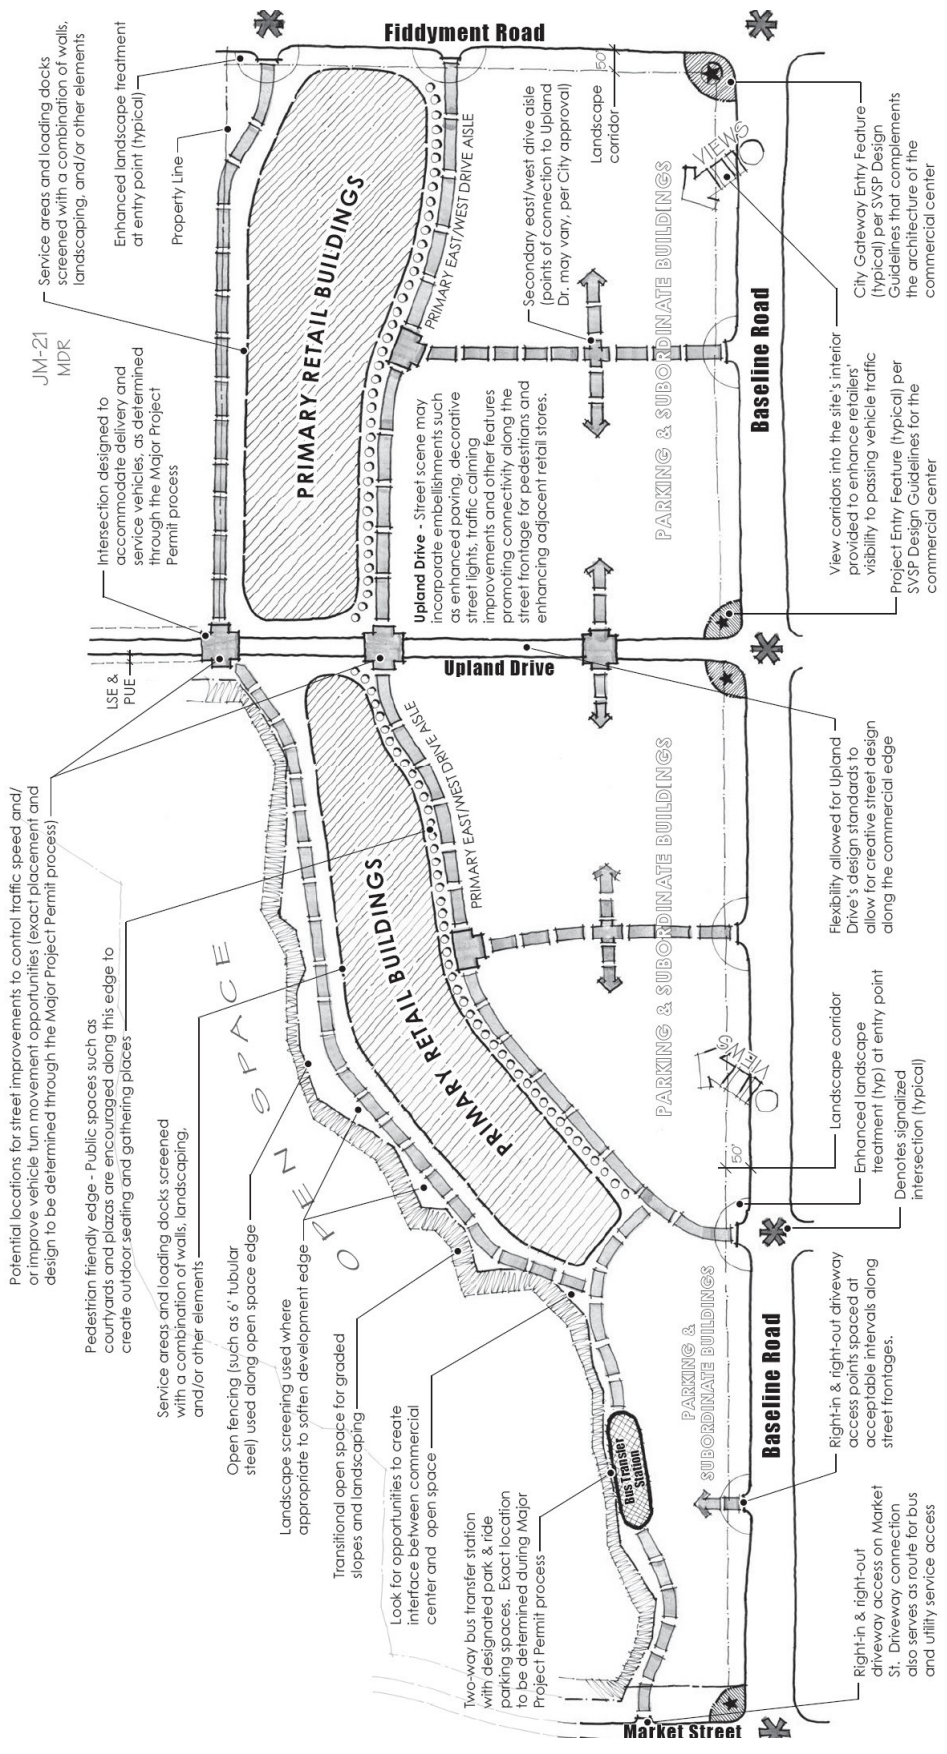 Potential locations for street improvements to control traffic speed and/
or improve vehicle turn movement opportunities (exact placement and
design to be determined through the Major Project Permit process)
Pedestrian friendly edge - Public spaces such as
courtyards and plazas are encouraged along this edge to
create outdoor seating and gathering places
Service areas and loading docks screened
with a combination of walls, landscaping,
and/or other elements
Open fencing (such as 6' tubular
steel) used along open space edge
Landscape screening used where
appropriate to soften development edge
Transitional open space for graded
slopes and landscaping
Look for opportunities to create
interface between commercial
center and open space
Two-way bus transfer station
with designated park & ride
parking spaces. Exact location
to be determined during Major
Project Permit process
OPEN SPACE
LSE &
PUE
Intersection designed to
accommodate delivery and
service vehicles, as determined
through the Major Project
Permit process
JM-21
MDR
Service areas and loading docks
screened with a combination of walls,
landscaping, and/or other elements
Enhanced landscape treatment
at entry point (typical)
Property Line
Fiddyment Road
PRIMARY RETAIL BUILDINGS
PRIMARY EAST/WEST DRIVE AISLE
PRIMARY RETAIL BUILDINGS
PRIMARY EAST/WEST DRIVE AISLE
Upland Drive - Street scene may
incorporate embellishments such
as enhanced paving, decorative
street lights, traffic calming
improvements and other features
promoting connectivity along the
street frontage for pedestrians and
enhancing adjacent retail stores.
Secondary east/west drive aisle
(points of connection to Upland
Dr. may vary, per City approval)
Landscape
corridor
50'
Upland Drive
Bus Transfer
Station
PARKING &
SUBORDINATE BUILDINGS
PARKING & SUBORDINATE BUILDINGS
PARKING & SUBORDINATE BUILDINGS
VIEWS
VIEWS
50'
Market Street
Baseline Road
Baseline Road
Right-in & right-out
driveway access on Market
St. Driveway connection
also serves as route for bus
and utility service access
Right-in & right-out driveway
access points spaced at
acceptable intervals along
street frontages.
Landscape corridor
Enhanced landscape
treatment (typ) at entry point
Denotes signalized
intersection (typical)
Flexibility allowed for Upland
Drive's design standards to
allow for creative street design
along the commercial edge
View corridors into the site's interior
provided to enhance retailers'
visibility to passing vehicle traffic
Project Entry Feature (typical) per
SVSP Design Guidelines for the
commercial center
City Gateway Entry Feature
(typical) per SVSP Design
Guidelines that complements
the architecture of the
commercial center